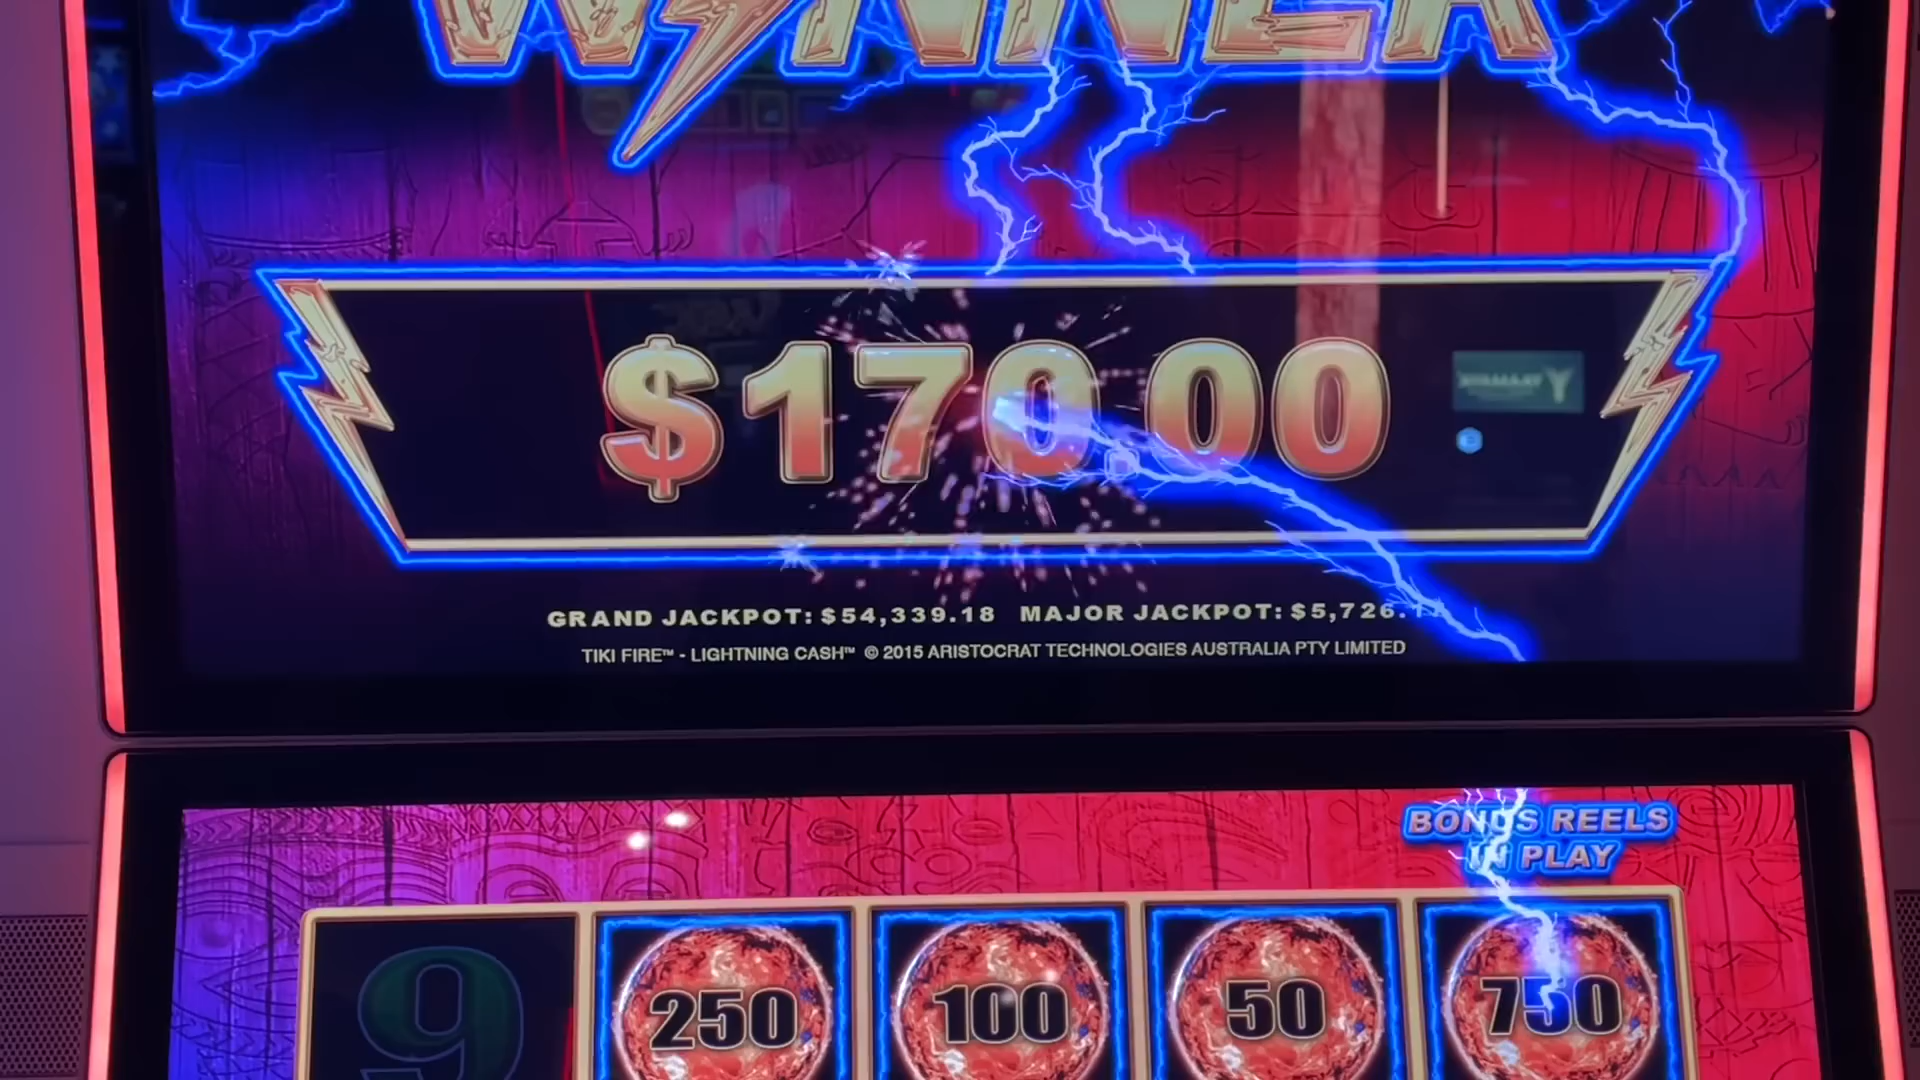 WINNER
$170.00
GRAND JACKPOT: $54,339.18 MAJOR JACKPOT: $5,726.
TIKI FIRE™ - LIGHTNING CASH™ © 2015 ARISTOCRAT TECHNOLOGIES AUSTRALIA PTY LIMITED
BONUS REELS
IN PLAY
9 250 100 50 750